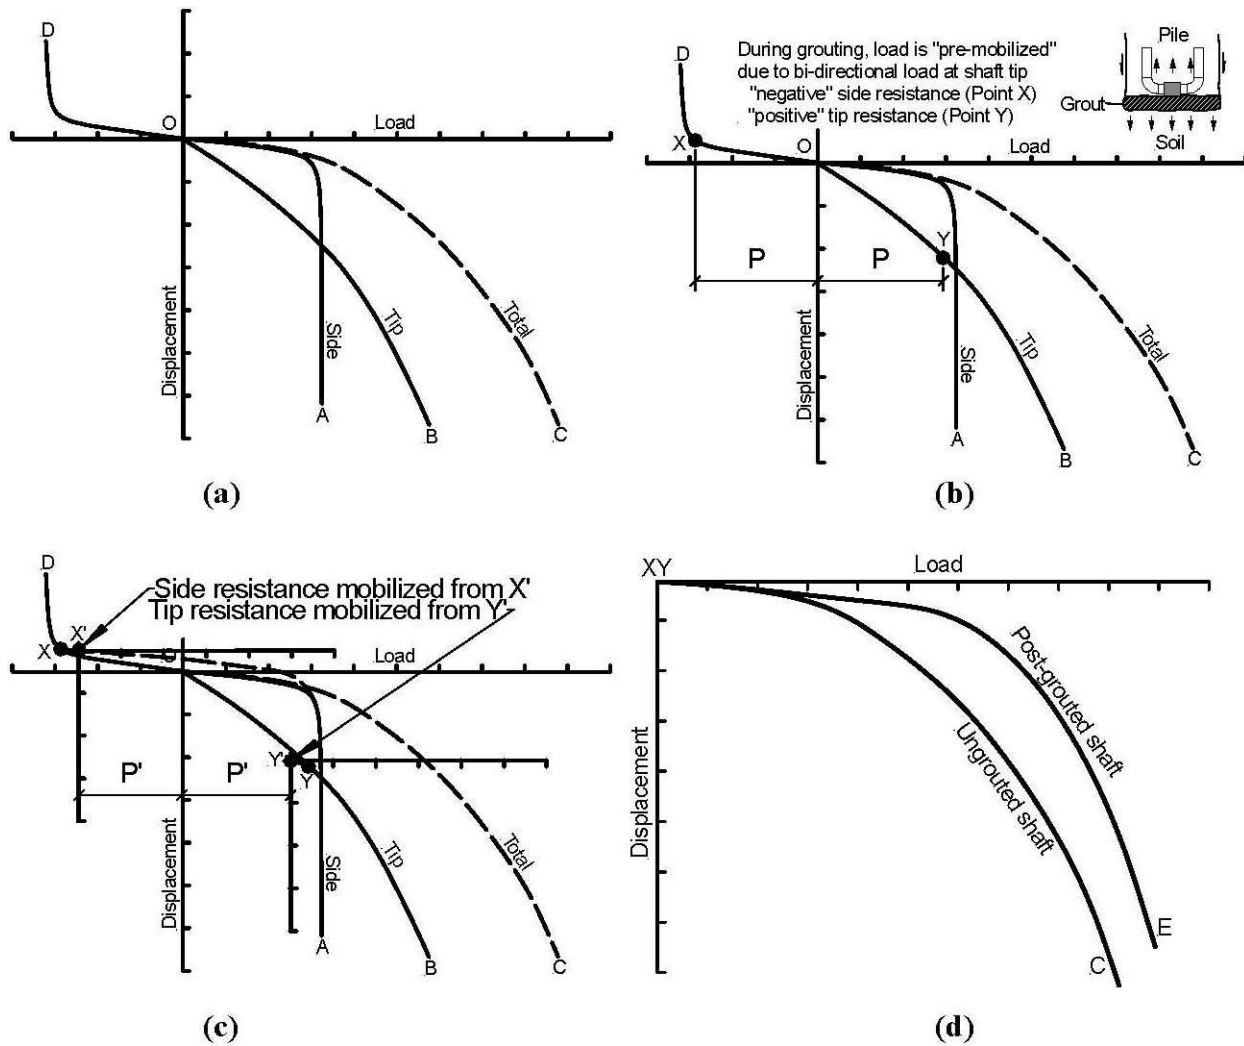 D
O
Load
Displacement
Side
Tip
Total
A
B
C
(a)
D
During grouting, load is "pre-mobilized"
due to bi-directional load at shaft tip
"negative" side resistance (Point X)
"positive" tip resistance (Point Y)
Pile
Grout
Soil
X
O
Load
Y
P
P
Displacement
Side
Tip
Total
A
B
C
(b)
D
Side resistance mobilized from X'
Tip resistance mobilized from Y'
X
X'
O
Load
Y'
Y
P'
P'
Displacement
Side
Tip
Total
A
B
C
(c)
XY
Load
Displacement
Post-grouted shaft
Ungrouted shaft
E
C
(d)